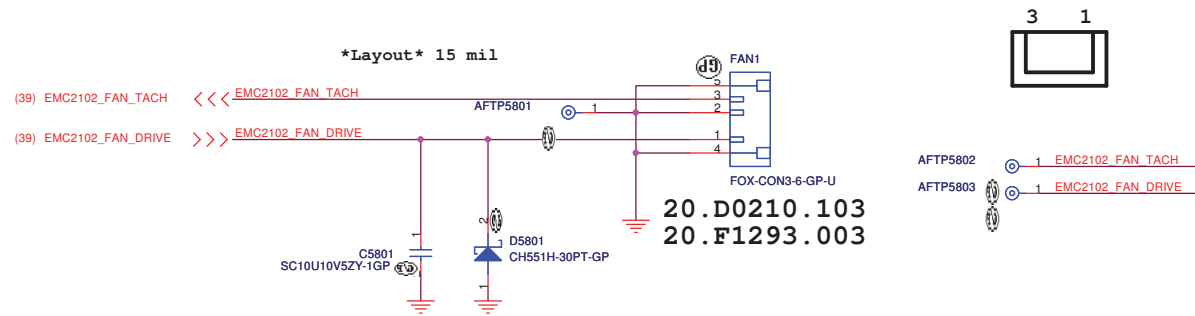 3 1
*Layout* 15 mil
GP
FAN1
5
(39) EMC2102_FAN_TACH
EMC2102_FAN_TACH
3
AFTP5801
1
2
(39) EMC2102_FAN_DRIVE
EMC2102_FAN_DRIVE
1
4
FOX-CON3-6-GP-U
20.D0210.103
20.F1293.003
AFTP5802
1
EMC2102_FAN_TACH
AFTP5803
1
EMC2102_FAN_DRIVE
1
2
C5801
SC10U10V5ZY-1GP
D5801
CH551H-30PT-GP
1